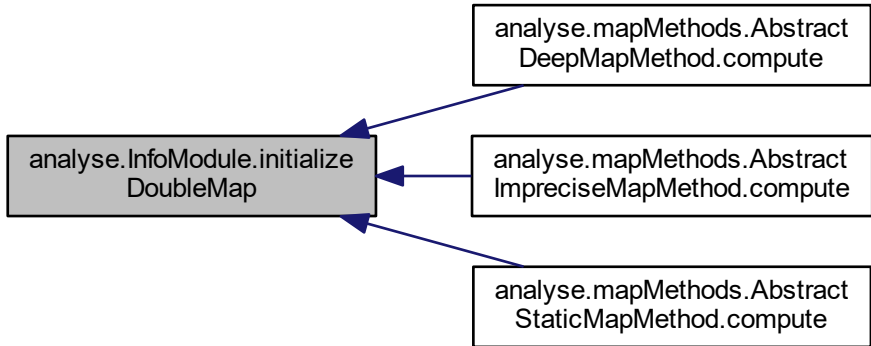 analyse.mapMethods.Abstract
DeepMapMethod.compute
analyse.InfoModule.initialize
DoubleMap
analyse.mapMethods.Abstract
ImpreciseMapMethod.compute
analyse.mapMethods.Abstract
StaticMapMethod.compute